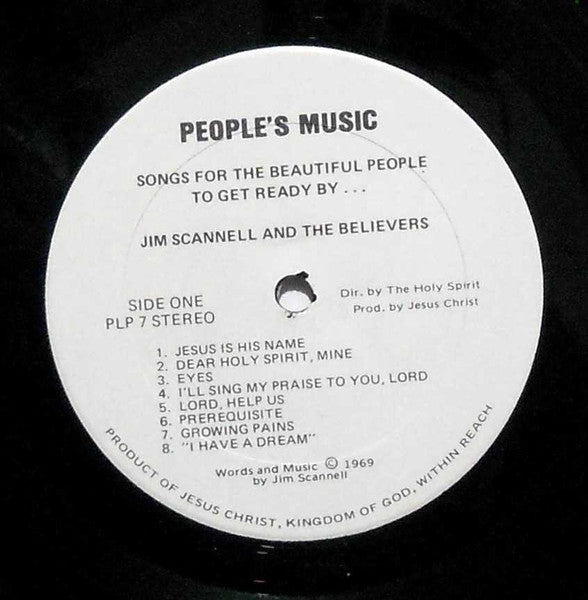 PEOPLE'S MUSIC
SONGS FOR THE BEAUTIFUL PEOPLE
TO GET READY BY . . .
JIM SCANNELL AND THE BELIEVERS
SIDE ONE
PLP 7 STEREO
Dir. by The Holy Spirit
Prod. by Jesus Christ
1. JESUS IS HIS NAME
2. DEAR HOLY SPIRIT, MINE
3. EYES
4. I'LL SING MY PRAISE TO YOU, LORD
5. LORD, HELP US
6. PREREQUISITE
7. GROWING PAINS
8. "I HAVE A DREAM"
Words and Music © 1969
by Jim Scannell
PRODUCT OF JESUS CHRIST, KINGDOM OF GOD, WITHIN REACH